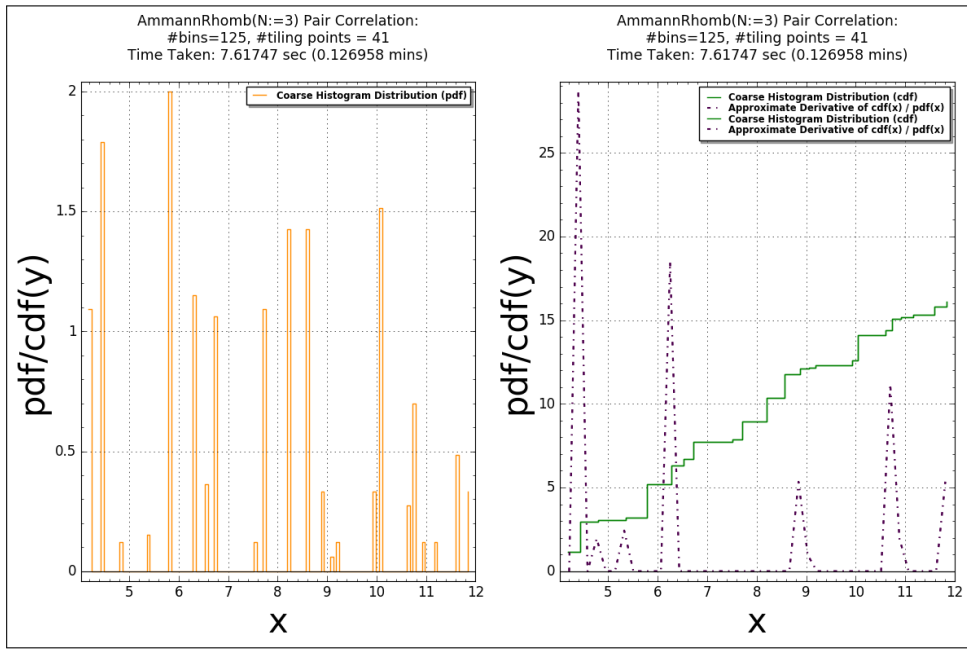 AmmannRhomb(N:=3) Pair Correlation:
#bins=125, #tiling points = 41
Time Taken: 7.61747 sec (0.126958 mins)
2
1.5
1
0.5
0
pdf/cdf(y)
Coarse Histogram Distribution (pdf)
5 6 7 8 9 10 11 12
x
AmmannRhomb(N:=3) Pair Correlation:
#bins=125, #tiling points = 41
Time Taken: 7.61747 sec (0.126958 mins)
25
20
15
10
5
0
pdf/cdf(y)
Coarse Histogram Distribution (cdf)
Approximate Derivative of cdf(x) / pdf(x)
Coarse Histogram Distribution (cdf)
Approximate Derivative of cdf(x) / pdf(x)
5 6 7 8 9 10 11 12
x